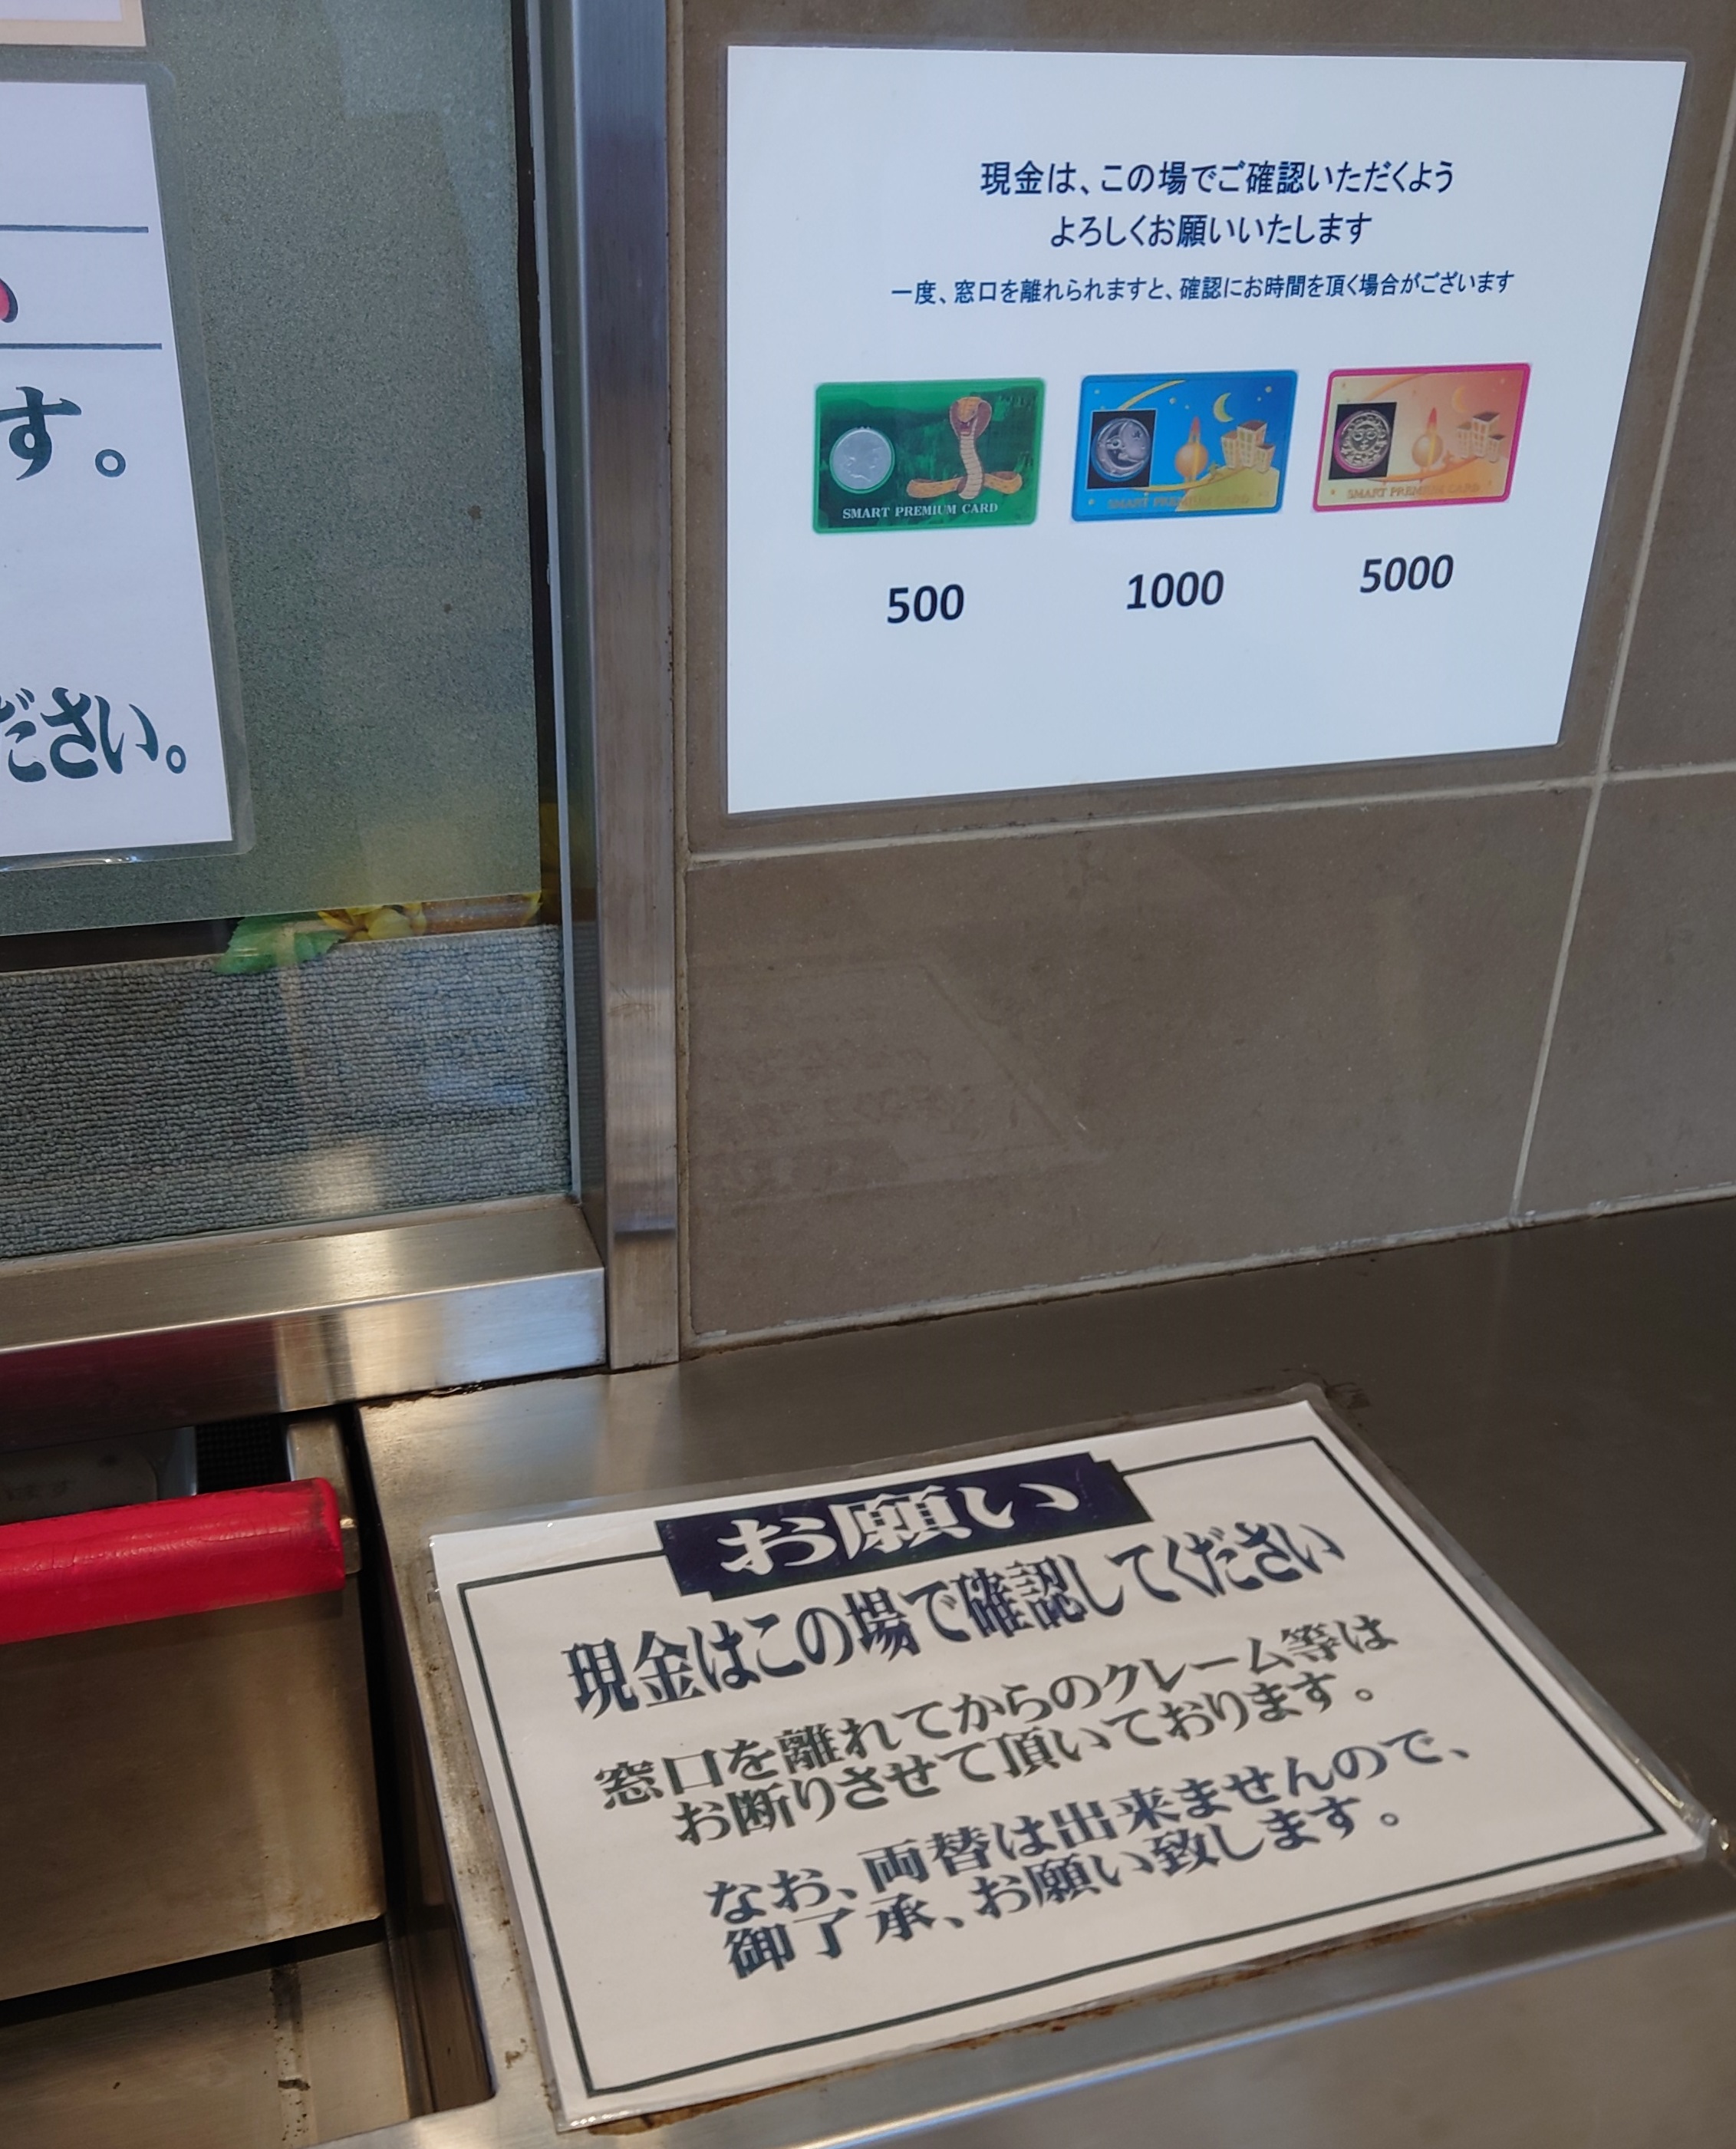 す。
ださい。
現金は、この場でご確認いただくよう
よろしくお願いいたします
一度、窓口を離れられますと、確認にお時間を頂く場合がございます
SMART PREMIUM CARD
SMART PREMIUM CARD
SMART PREMIUM CARD
500
1000
5000
お願い
現金はこの場で確認してください
窓口を離れてからのクレーム等は
お断りさせて頂いております。
なお、両替は出来ませんので、
御了承、お願い致します。